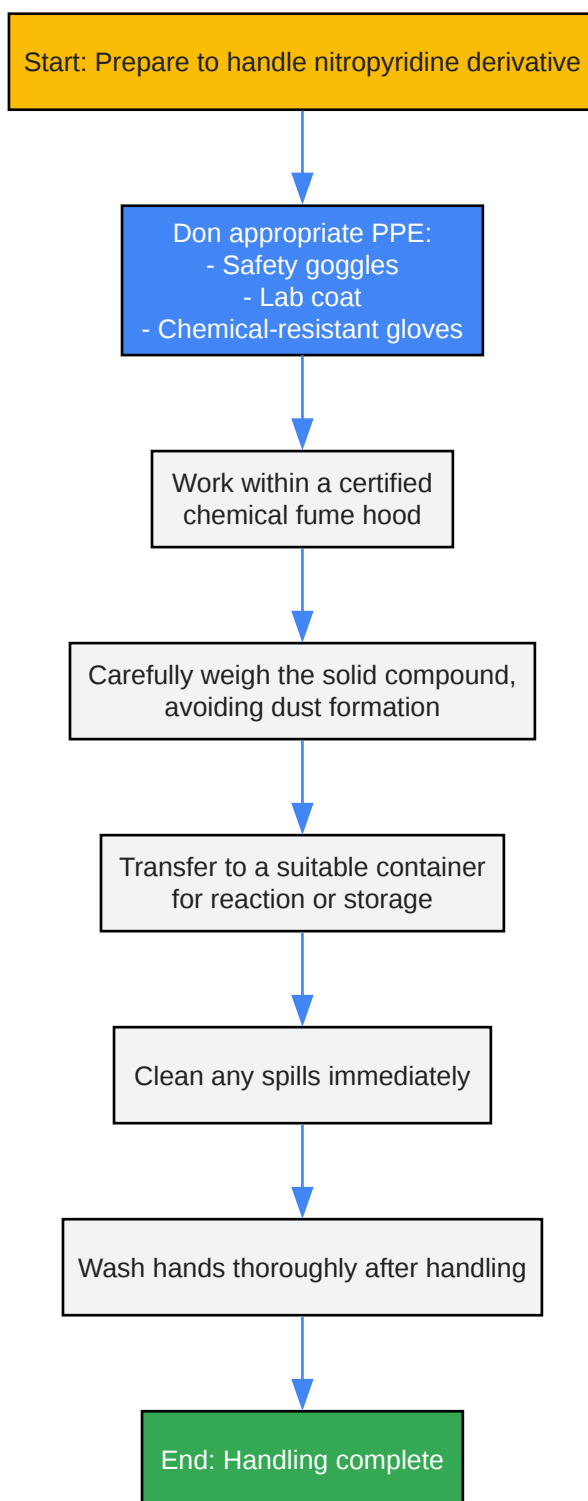 Start: Prepare to handle nitropyridine derivative
Don appropriate PPE:
- Safety goggles
- Lab coat
- Chemical-resistant gloves
Work within a certified
chemical fume hood
Carefully weigh the solid compound,
avoiding dust formation
Transfer to a suitable container
for reaction or storage
Clean any spills immediately
Wash hands thoroughly after handling
End: Handling complete